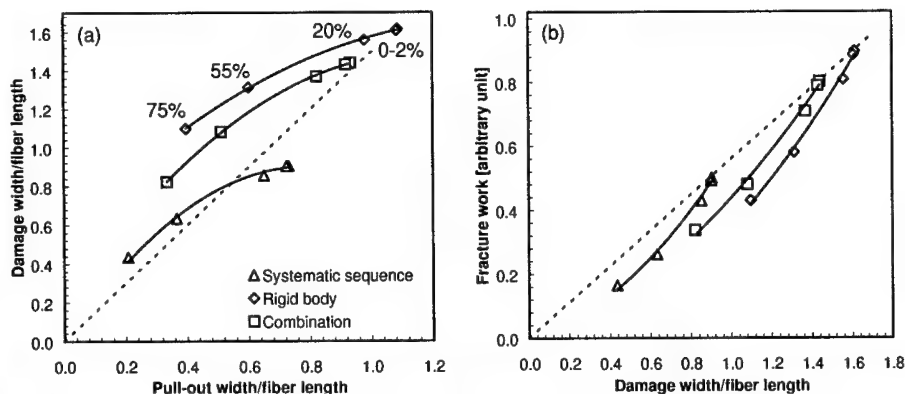 (a)
Damage width/fiber length
1.6
1.4
1.2
1.0
0.8
0.6
0.4
0.2
0.0
20%
0-2%
55%
75%
Systematic sequence
Rigid body
Combination
0.0 0.2 0.4 0.6 0.8 1.0 1.2
Pull-out width/fiber length
(b)
Fracture work [arbitrary unit]
1.0
0.8
0.6
0.4
0.2
0.0
0.0 0.2 0.4 0.6 0.8 1.0 1.2 1.4 1.6 1.8
Damage width/fiber length